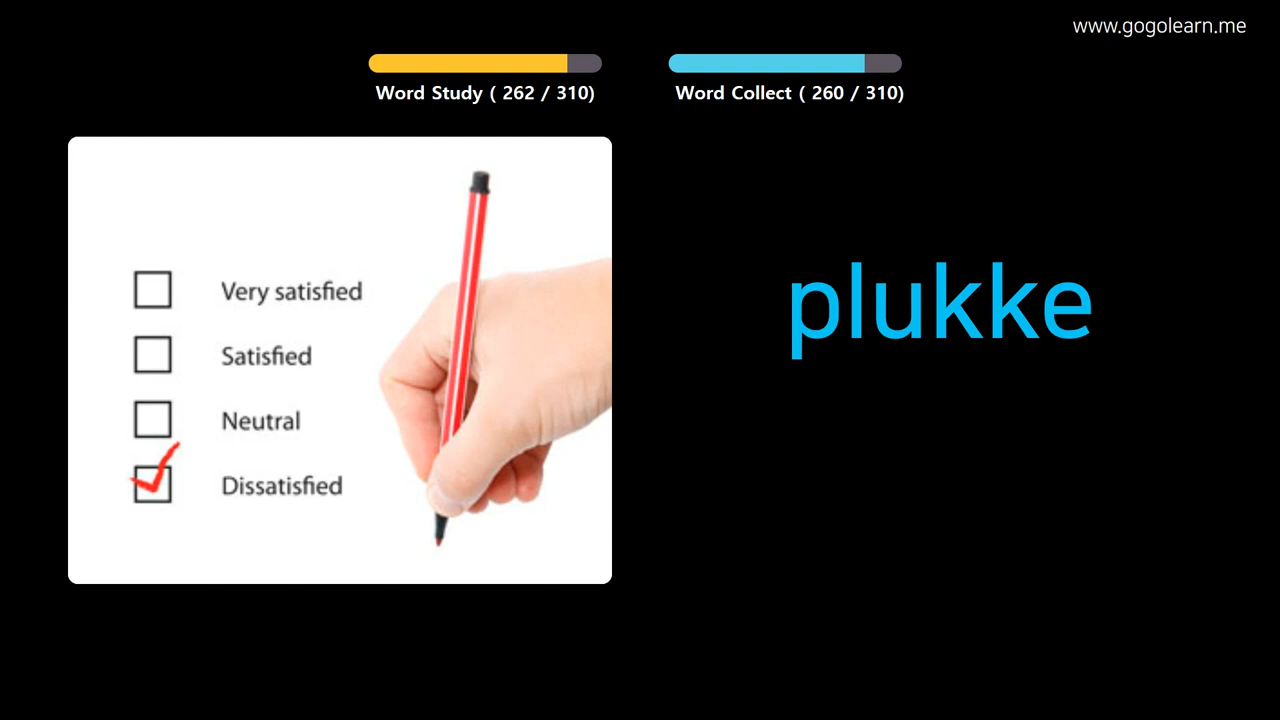 www.gogolearn.me
Word Study ( 262 / 310)
Word Collect ( 260 / 310)
Very satisfied
Satisfied
Neutral
Dissatisfied
plukke